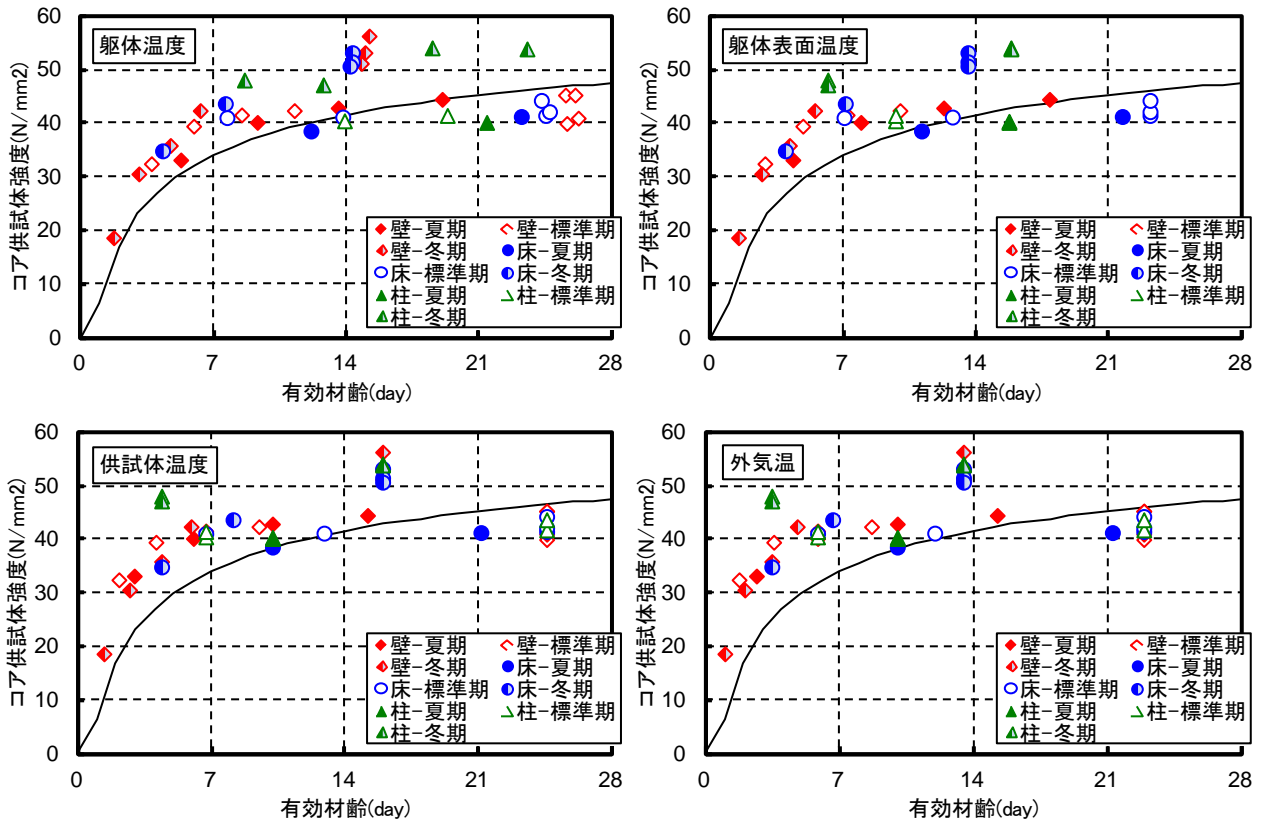 躯体温度
コア供試体強度(N/mm2)
60
50
40
30
20
10
0
0 7 14 21 28
有効材齢(day)
壁-夏期 壁-標準期
壁-冬期 床-夏期
床-標準期 床-冬期
柱-夏期 柱-標準期
柱-冬期
躯体表面温度
コア供試体強度(N/mm2)
60
50
40
30
20
10
0
0 7 14 21 28
有効材齢(day)
壁-夏期 壁-標準期
壁-冬期 床-夏期
床-標準期 床-冬期
柱-夏期 柱-標準期
柱-冬期
供試体温度
コア供試体強度(N/mm2)
60
50
40
30
20
10
0
0 7 14 21 28
有効材齢(day)
壁-夏期 壁-標準期
壁-冬期 床-夏期
床-標準期 床-冬期
柱-夏期 柱-標準期
柱-冬期
外気温
コア供試体強度(N/mm2)
60
50
40
30
20
10
0
0 7 14 21 28
有効材齢(day)
壁-夏期 壁-標準期
壁-冬期 床-夏期
床-標準期 床-冬期
柱-夏期 柱-標準期
柱-冬期